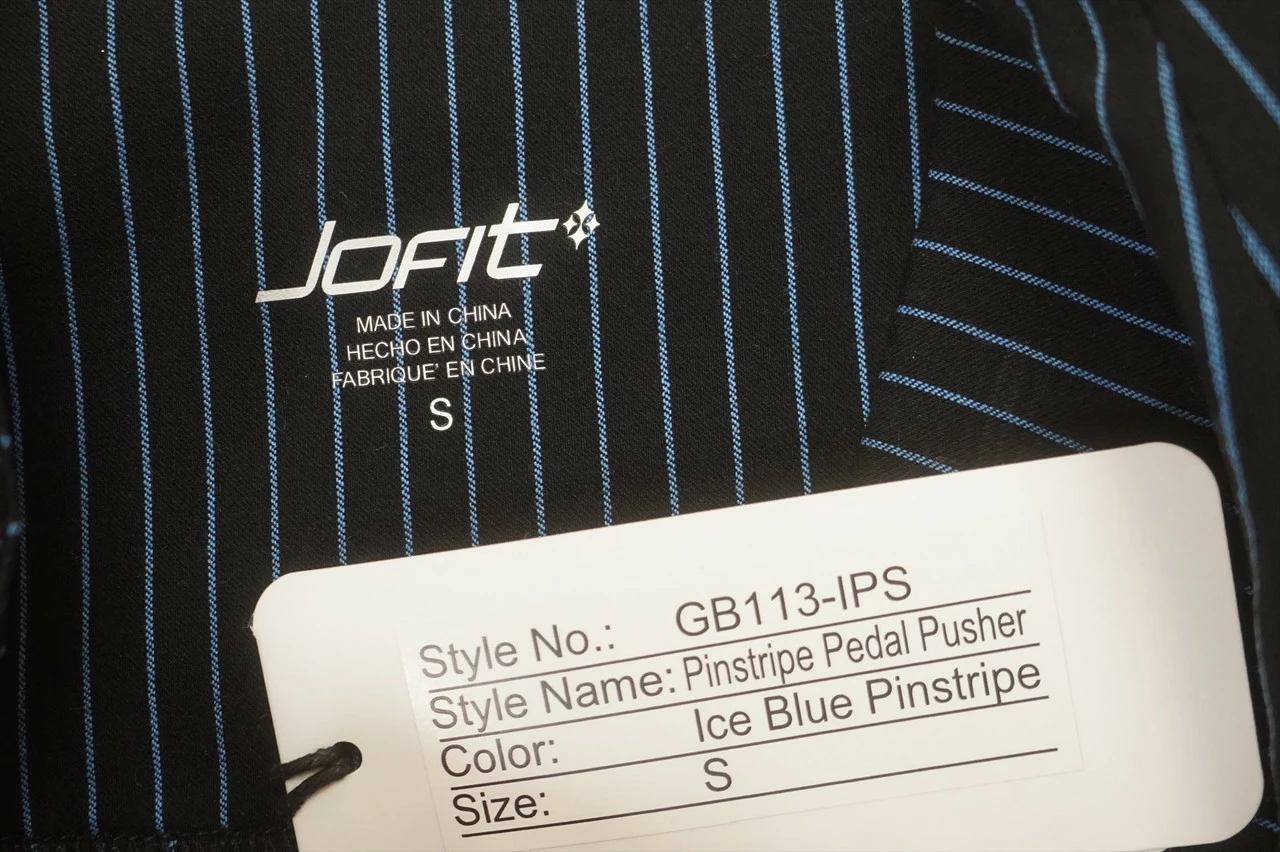 JOFIT
MADE IN CHINA
HECHO EN CHINA
FABRIQUE' EN CHINE
S
Style No.: GB113-IPS
Style Name: Pinstripe Pedal Pusher
Color: Ice Blue Pinstripe
Size: S